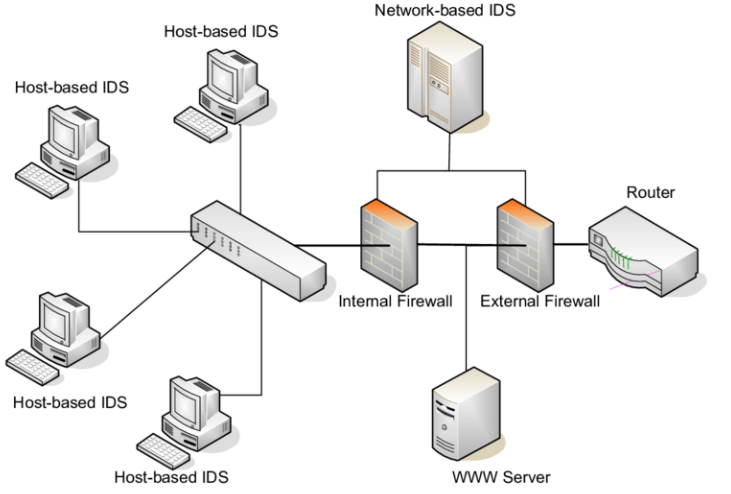 Network-based IDS
Host-based IDS
Host-based IDS
Router
Internal Firewall
External Firewall
Host-based IDS
Host-based IDS
WWW Server